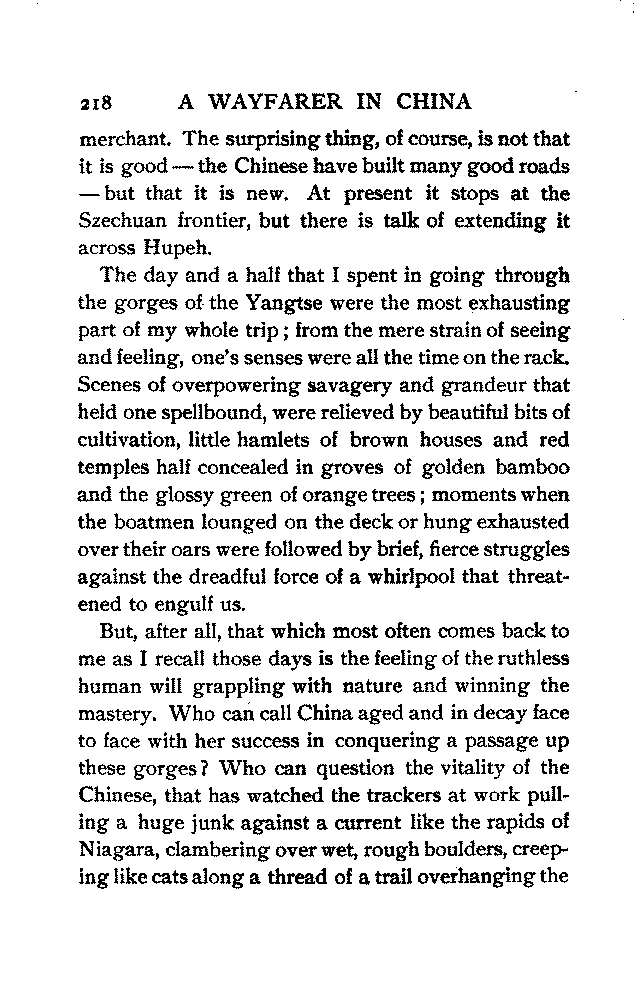 218 A WAYFARER IN CHINA
merchant. The surprising thing, of course, is not that
it is good — the Chinese have built many good roads
— but that it is new. At present it stops at the
Szechuan frontier, but there is talk of extending it
across Hupeh.
The day and a half that I spent in going through
the gorges of the Yangtse were the most exhausting
part of my whole trip; from the mere strain of seeing
and feeling, one's senses were all the time on the rack.
Scenes of overpowering savagery and grandeur that
held one spellbound, were relieved by beautiful bits of
cultivation, little hamlets of brown houses and red
temples half concealed in groves of golden bamboo
and the glossy green of orange trees; moments when
the boatmen lounged on the deck or hung exhausted
over their oars were followed by brief, fierce struggles
against the dreadful force of a whirlpool that threat-
ened to engulf us.
But, after all, that which most often comes back to
me as I recall those days is the feeling of the ruthless
human will grappling with nature and winning the
mastery. Who can call China aged and in decay face
to face with her success in conquering a passage up
these gorges? Who can question the vitality of the
Chinese, that has watched the trackers at work pull-
ing a huge junk against a current like the rapids of
Niagara, clambering over wet, rough boulders, creep-
ing like cats along a thread of a trail overhanging the